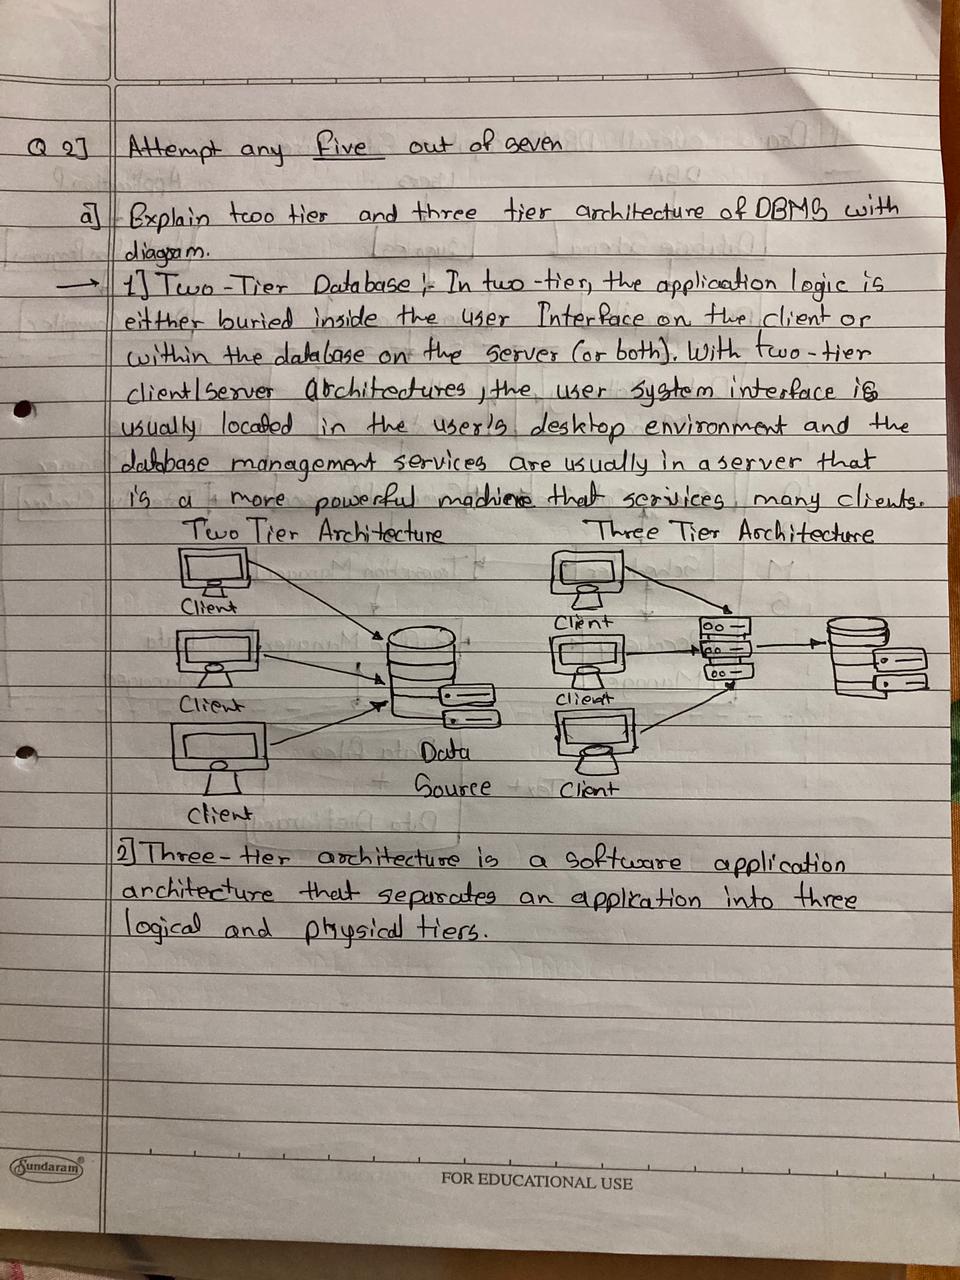 Q 2] Attempt any five out of seven
a] Explain two tier and three tier architecture of DBMS with
diagram.
→ 1] Two-Tier Database :- In two-tier, the application logic is
eitther buried inside the user Interface on the client or
within the database on the server (or both). With two-tier
client/server architectures, the user system interface is
usually located in the user's desktop environment and the
database management services are usually in a server that
is a more powerful machine that services many clients.
Two Tier Architecture Three Tier Architecture
Client Client
Client Client
Data
Source Client
Client
2] Three-tier architecture is a software application
architecture that separates an application into three
logical and physical tiers.
Sundaram
FOR EDUCATIONAL USE